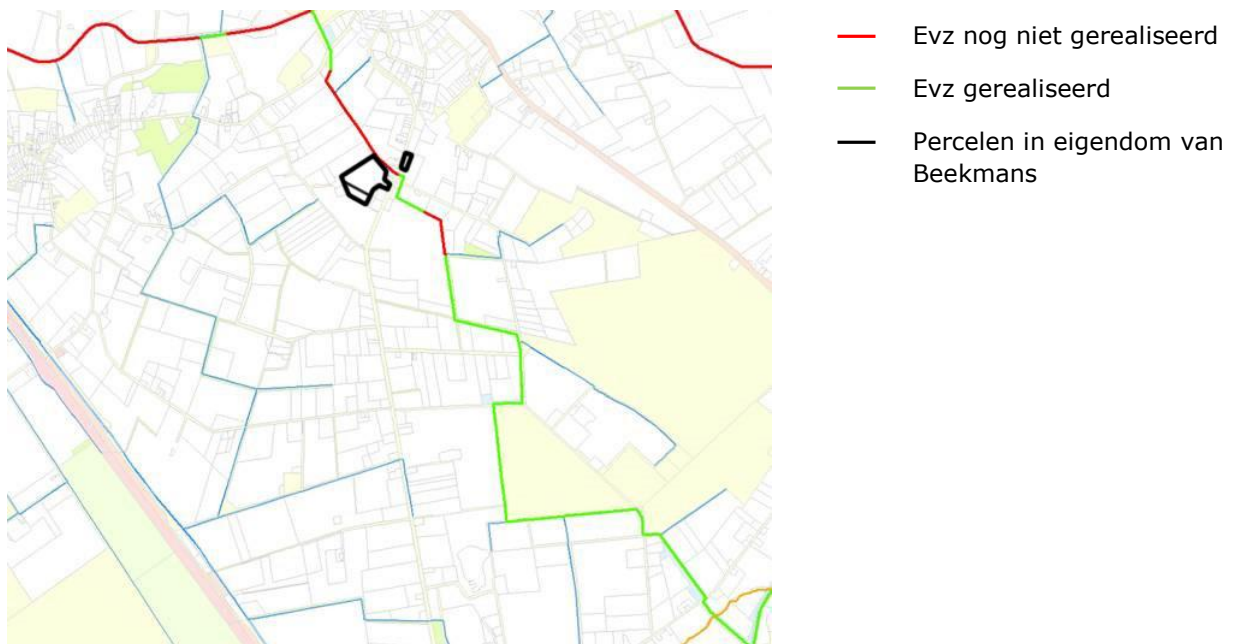 Evz nog niet gerealiseerd
Evz gerealiseerd
Percelen in eigendom van
Beekmans